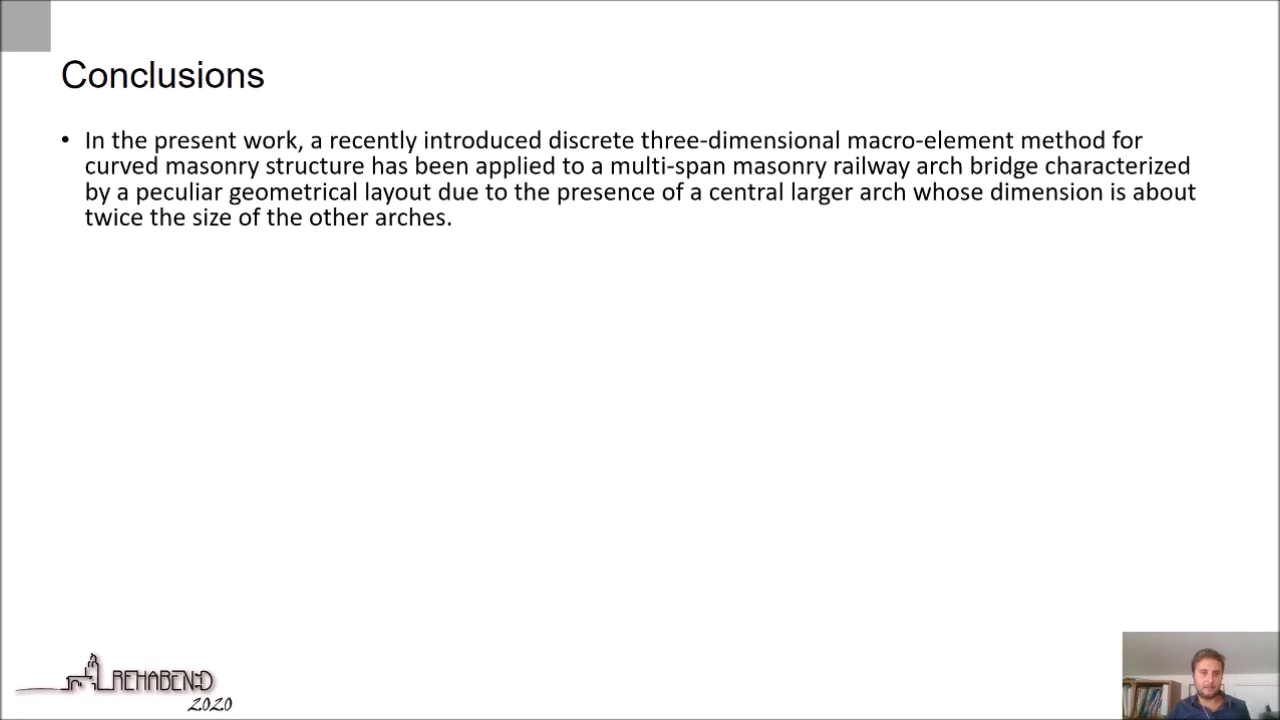 Conclusions
• In the present work, a recently introduced discrete three-dimensional macro-element method for
curved masonry structure has been applied to a multi-span masonry railway arch bridge characterized
by a peculiar geometrical layout due to the presence of a central larger arch whose dimension is about
twice the size of the other arches.
REHABEND
2020